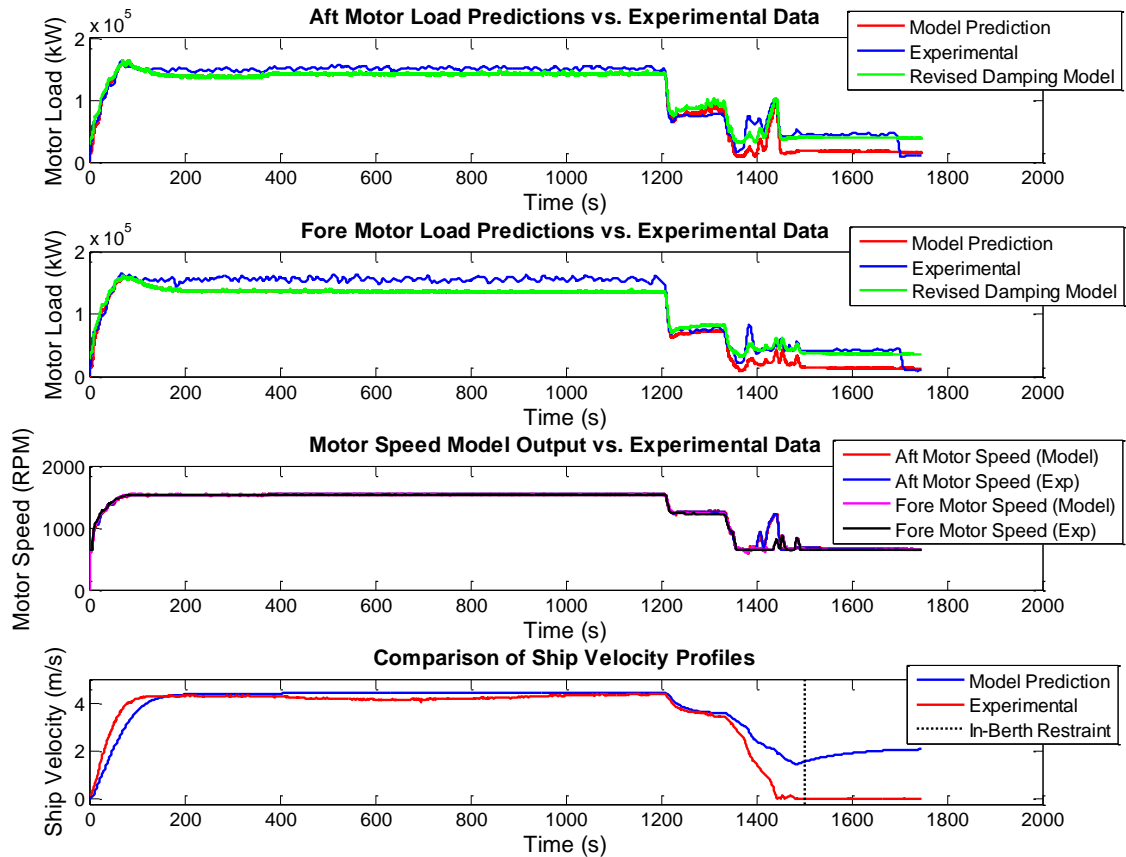 Aft Motor Load Predictions vs. Experimental Data
x 10^5
Motor Load (kW)
2
1
0
0 200 400 600 800 1000 1200 1400 1600 1800 2000
Time (s)
Model Prediction
Experimental
Revised Damping Model
Fore Motor Load Predictions vs. Experimental Data
x 10^5
Motor Load (kW)
2
1
0
0 200 400 600 800 1000 1200 1400 1600 1800 2000
Time (s)
Model Prediction
Experimental
Revised Damping Model
Motor Speed Model Output vs. Experimental Data
Motor Speed (RPM)
2000
1000
0
0 200 400 600 800 1000 1200 1400 1600 1800 2000
Time (s)
Aft Motor Speed (Model)
Aft Motor Speed (Exp)
Fore Motor Speed (Model)
Fore Motor Speed (Exp)
Comparison of Ship Velocity Profiles
Ship Velocity (m/s)
4
2
0
0 200 400 600 800 1000 1200 1400 1600 1800 2000
Time (s)
Model Prediction
Experimental
In-Berth Restraint